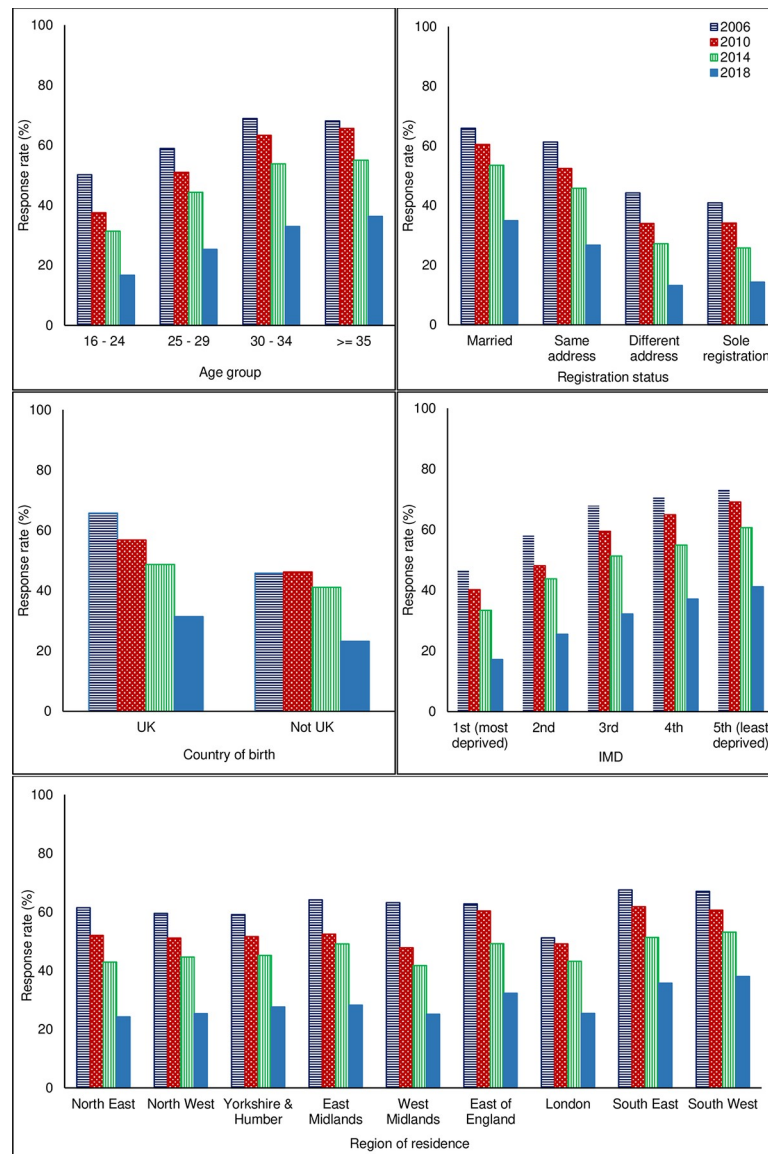 100
80
60
40
20
0
Response rate (%)
16 - 24 25 - 29 30 - 34 >= 35
Age group
100
80
60
40
20
0
Response rate (%)
2006
2010
2014
2018
Married Same address Different address Sole registration
Registration status
100
80
60
40
20
0
Response rate (%)
UK Not UK
Country of birth
100
80
60
40
20
0
Response rate (%)
1st (most deprived) 2nd 3rd 4th 5th (least deprived)
IMD
100
80
60
40
20
0
Response rate (%)
North East North West Yorkshire & Humber East Midlands West Midlands East of England London South East South West
Region of residence